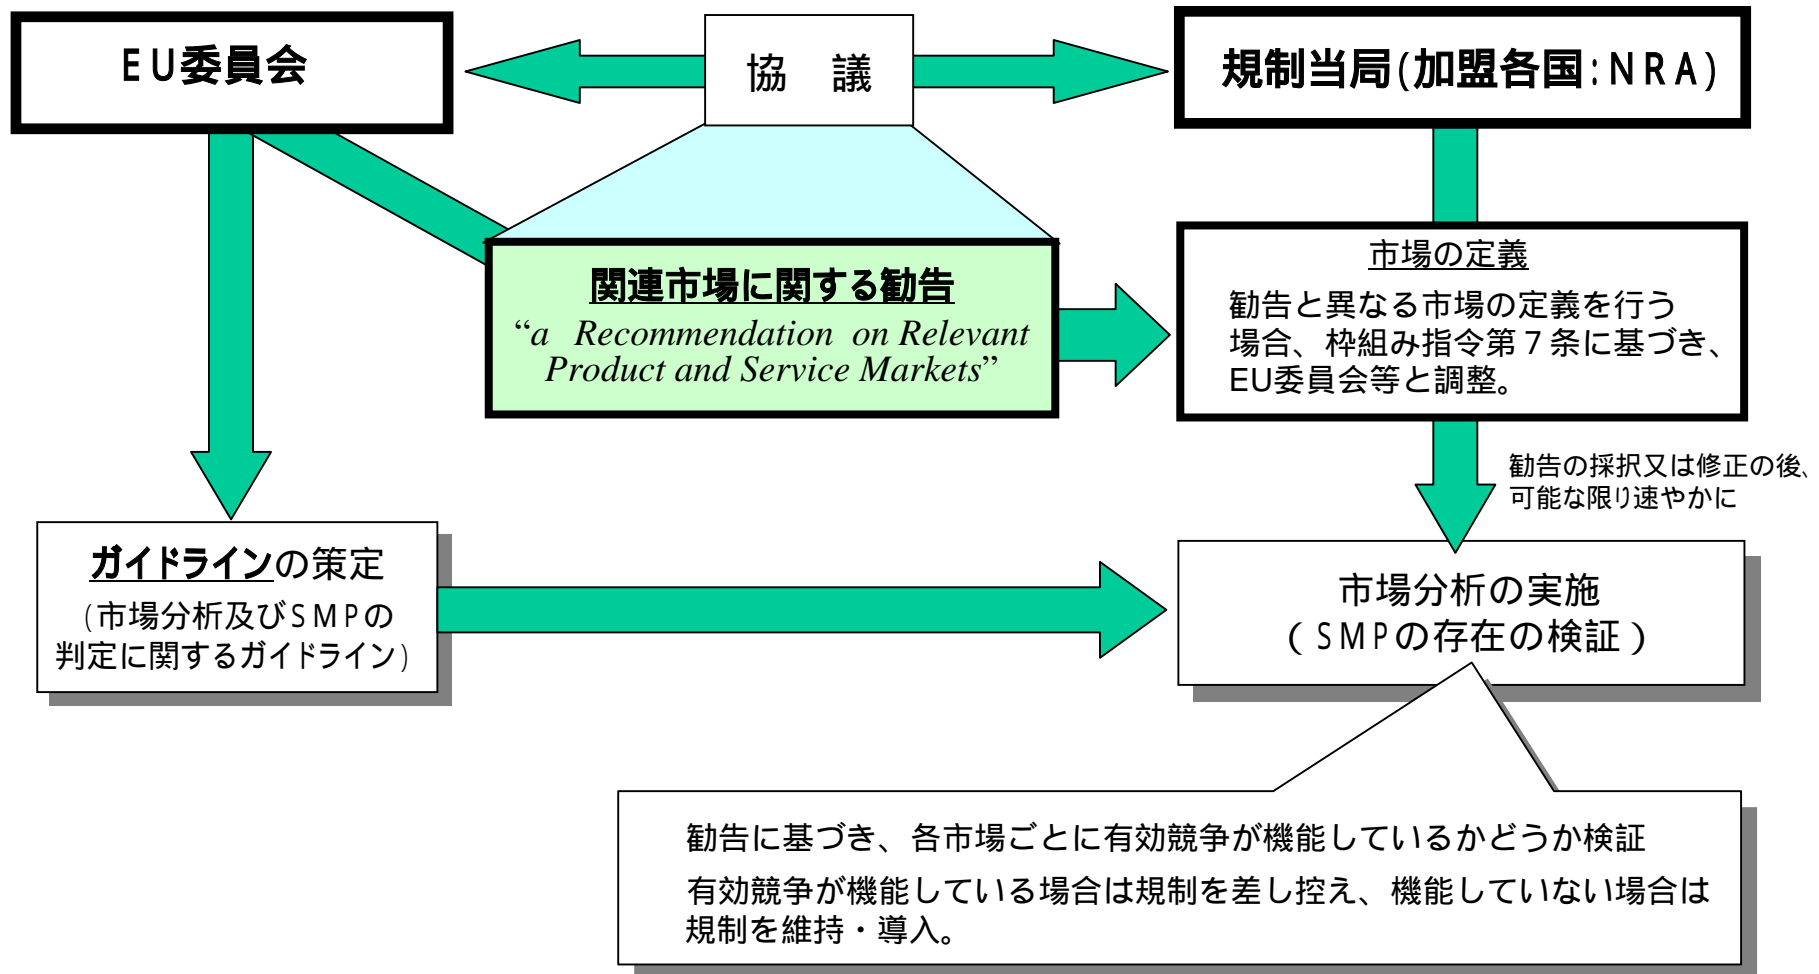 EU委員会
協　議
規制当局(加盟各国:NRA)
関連市場に関する勧告
“a Recommendation on Relevant
Product and Service Markets”
市場の定義
勧告と異なる市場の定義を行う
場合、枠組み指令第７条に基づき、
EU委員会等と調整。
勧告の採択又は修正の後、
可能な限り速やかに
ガイドラインの策定
(市場分析及びSMPの
判定に関するガイドライン)
市場分析の実施
（SMPの存在の検証）
勧告に基づき、各市場ごとに有効競争が機能しているかどうか検証
有効競争が機能している場合は規制を差し控え、機能していない場合は
規制を維持・導入。